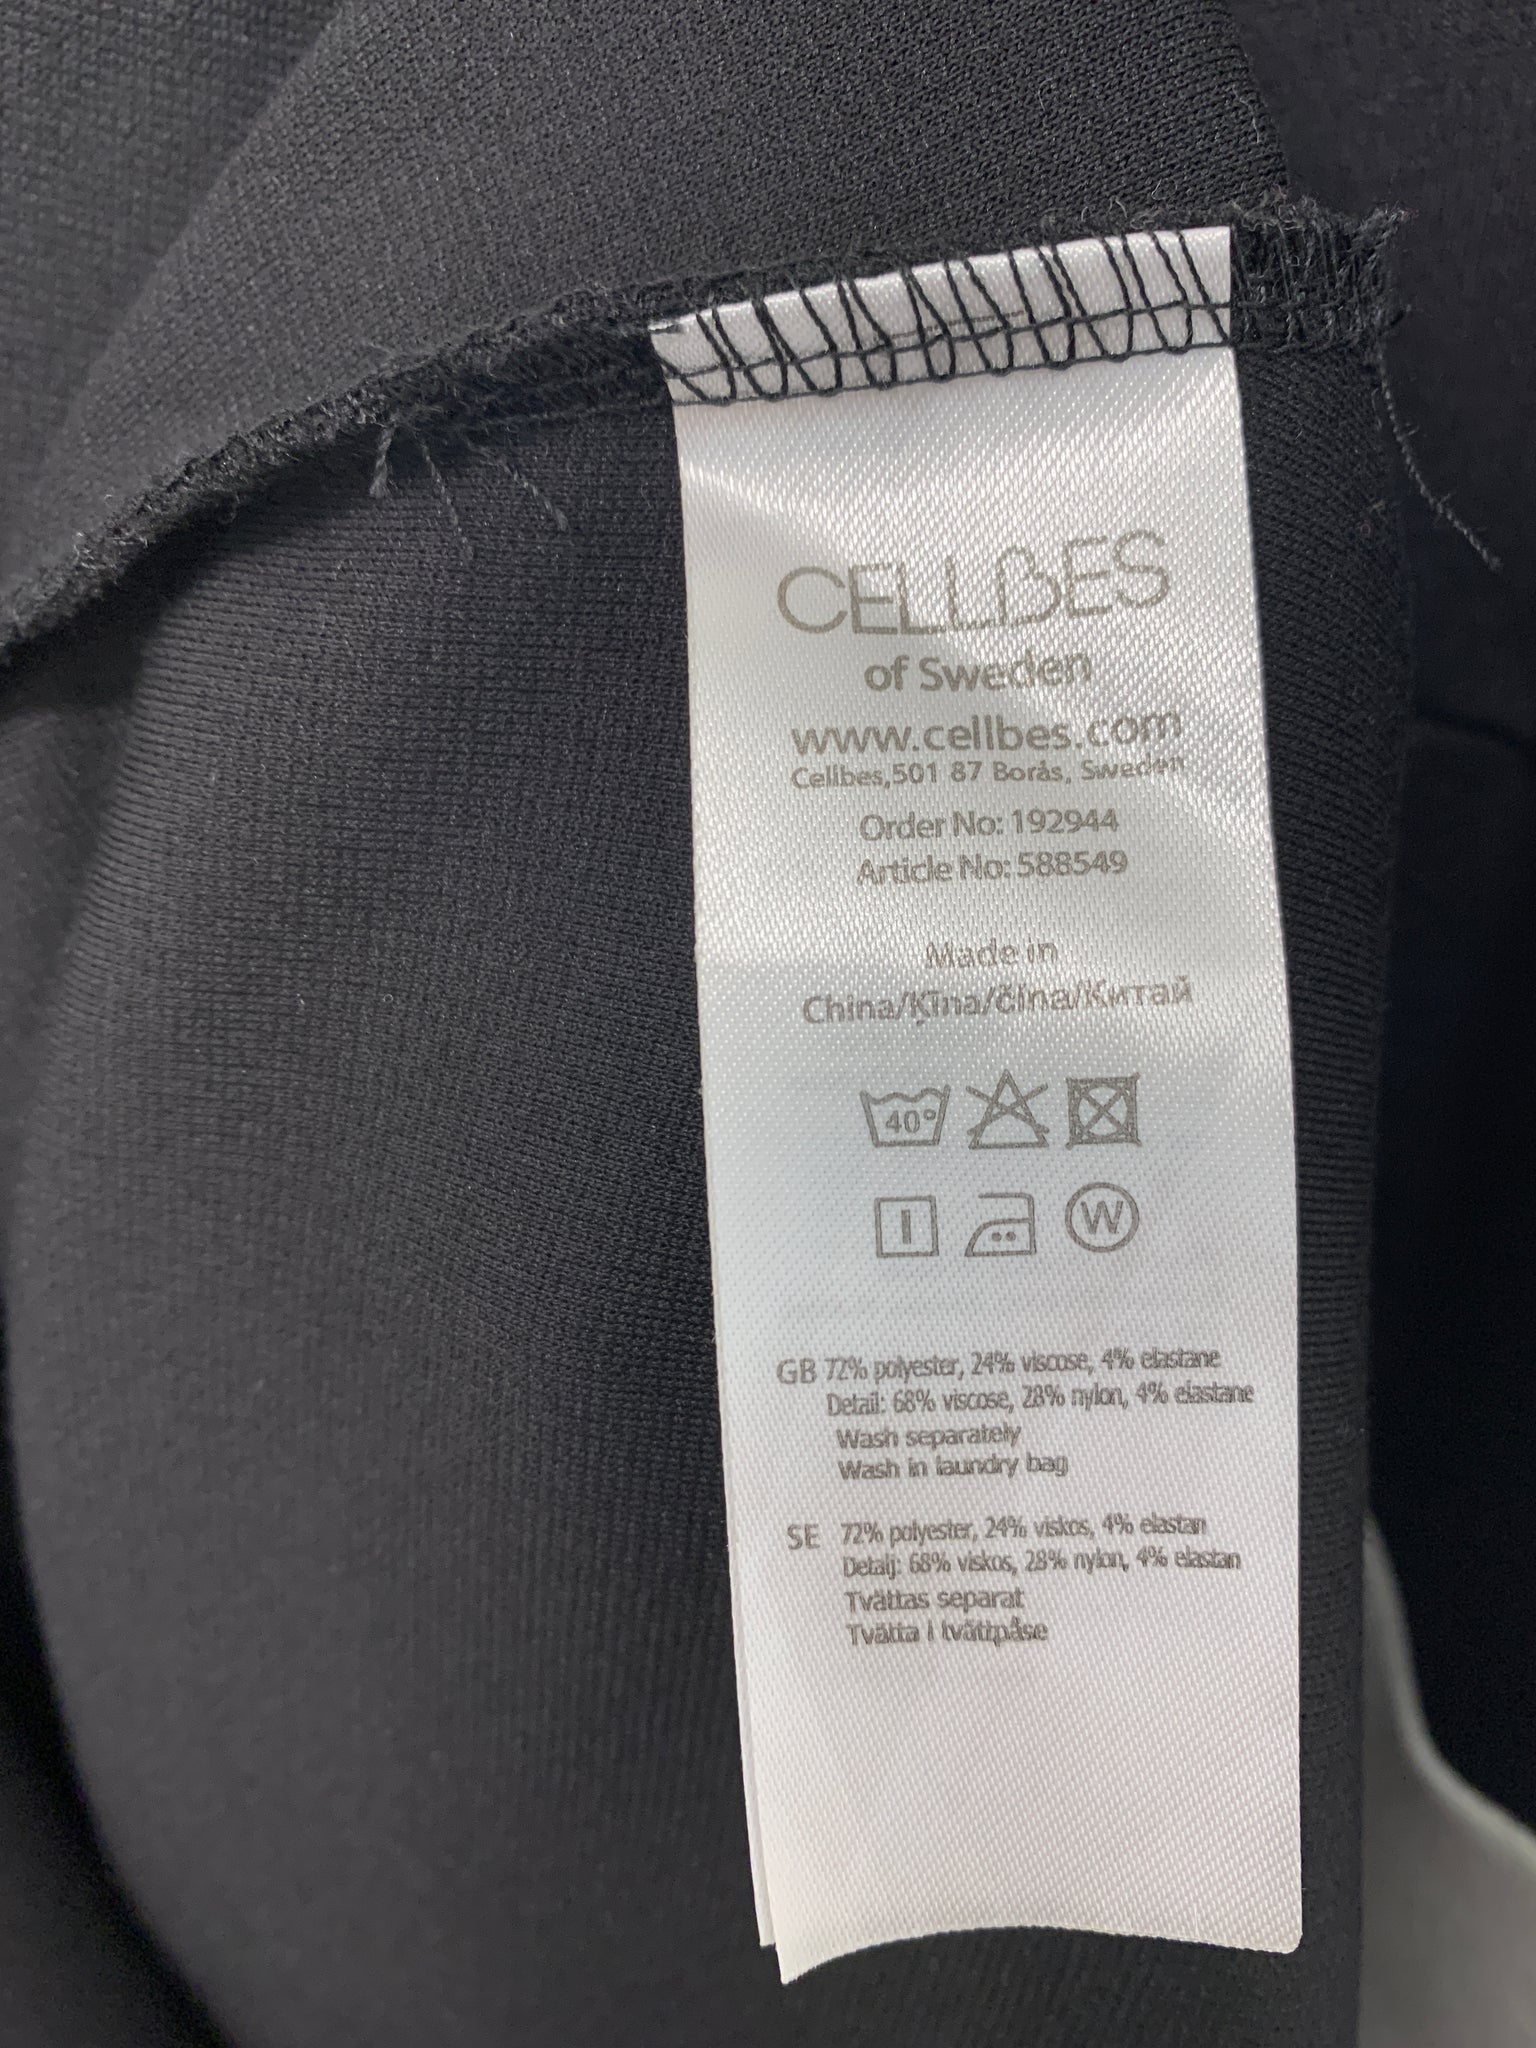 CELLBES
of Sweden
www.cellbes.com
Cellbes,501 87 Borås, Sweden
Order No: 192944
Article No: 588549
Made in
China/Ķīna/čína/Китай
40°
I
W
GB 72% polyester, 24% viscose, 4% elastane
Detail: 68% viscose, 28% nylon, 4% elastane
Wash separately
Wash in laundry bag
SE 72% polyester, 24% viskos, 4% elastan
Detalj: 68% viskos, 28% nylon, 4% elastan
Tvättas separat
Tvätta i tvättpåse